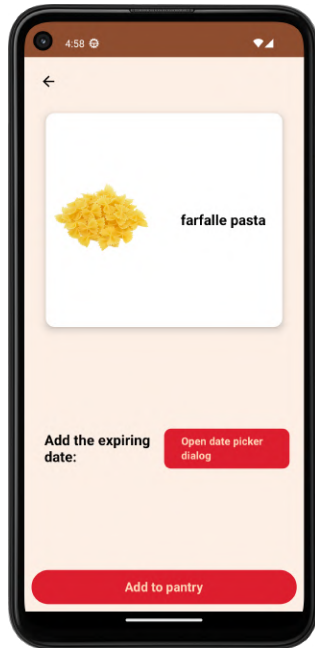 4:58
farfalle pasta
Add the expiring
date:
Open date picker
dialog
Add to pantry